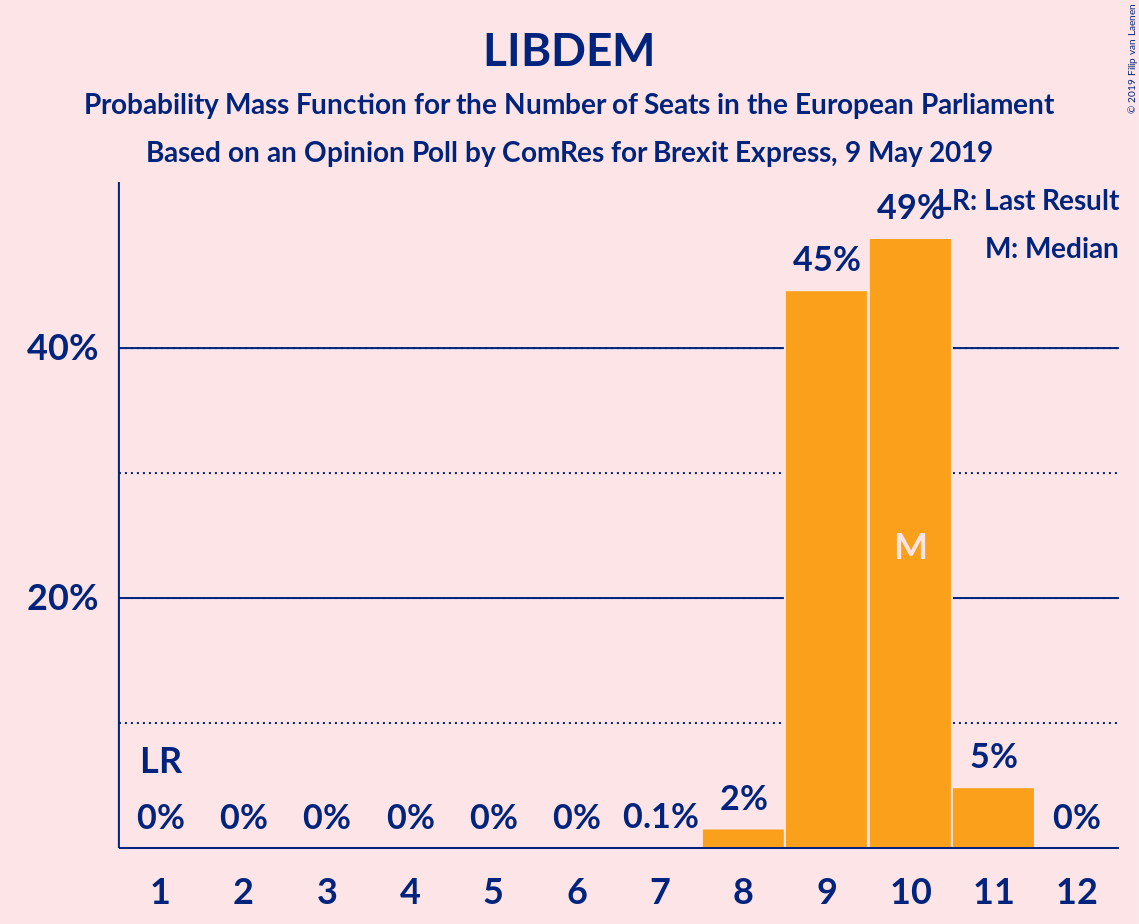 LIBDEM
Probability Mass Function for the Number of Seats in the European Parliament
Based on an Opinion Poll by ComRes for Brexit Express, 9 May 2019
© 2019 Filip van Laenen
LR: Last Result
M: Median
49%
45%
40%
M
20%
LR
5%
2%
0% 0% 0% 0% 0% 0% 0.1% 0%
1 2 3 4 5 6 7 8 9 10 11 12